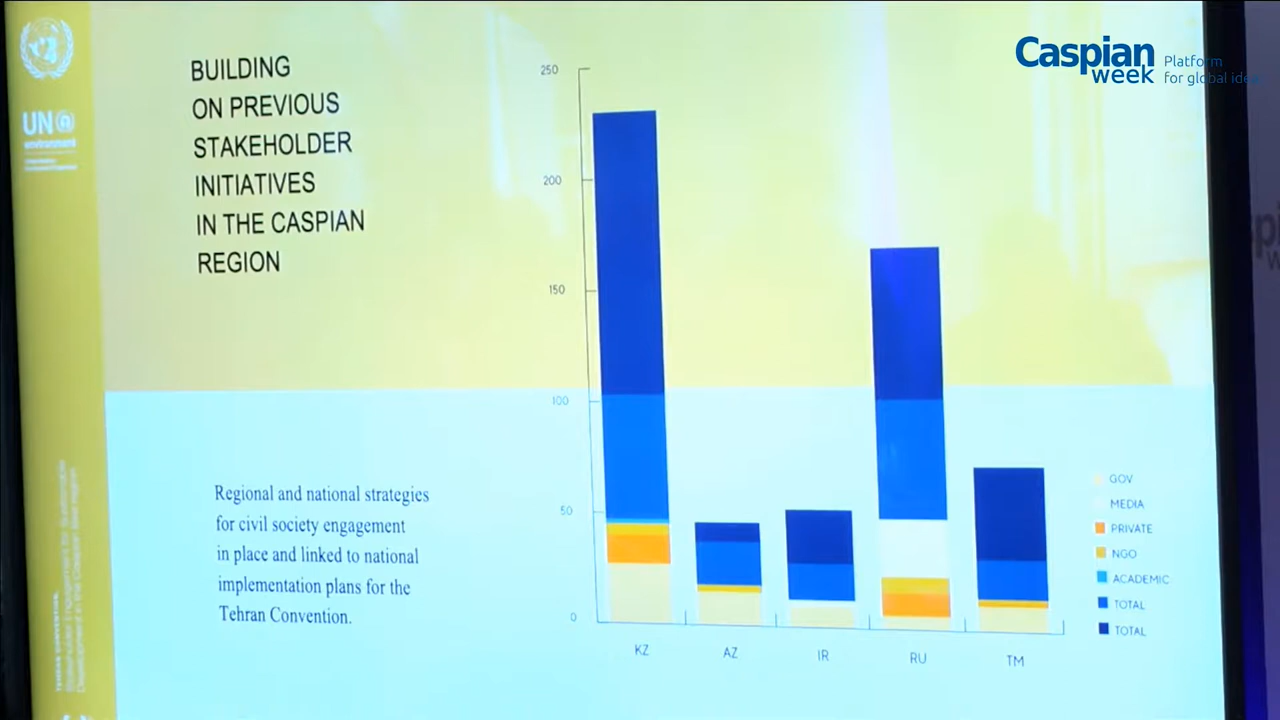 BUILDING
ON PREVIOUS
STAKEHOLDER
INITIATIVES
IN THE CASPIAN
REGION
Regional and national strategies
for civil society engagement
in place and linked to national
implementation plans for the
Tehran Convention.
UN
environment
250
200
150
100
50
0
KZ
AZ
IR
RU
TM
GOV
MEDIA
PRIVATE
NGO
ACADEMIC
TOTAL
TOTAL
Caspian
week
Platform
for global